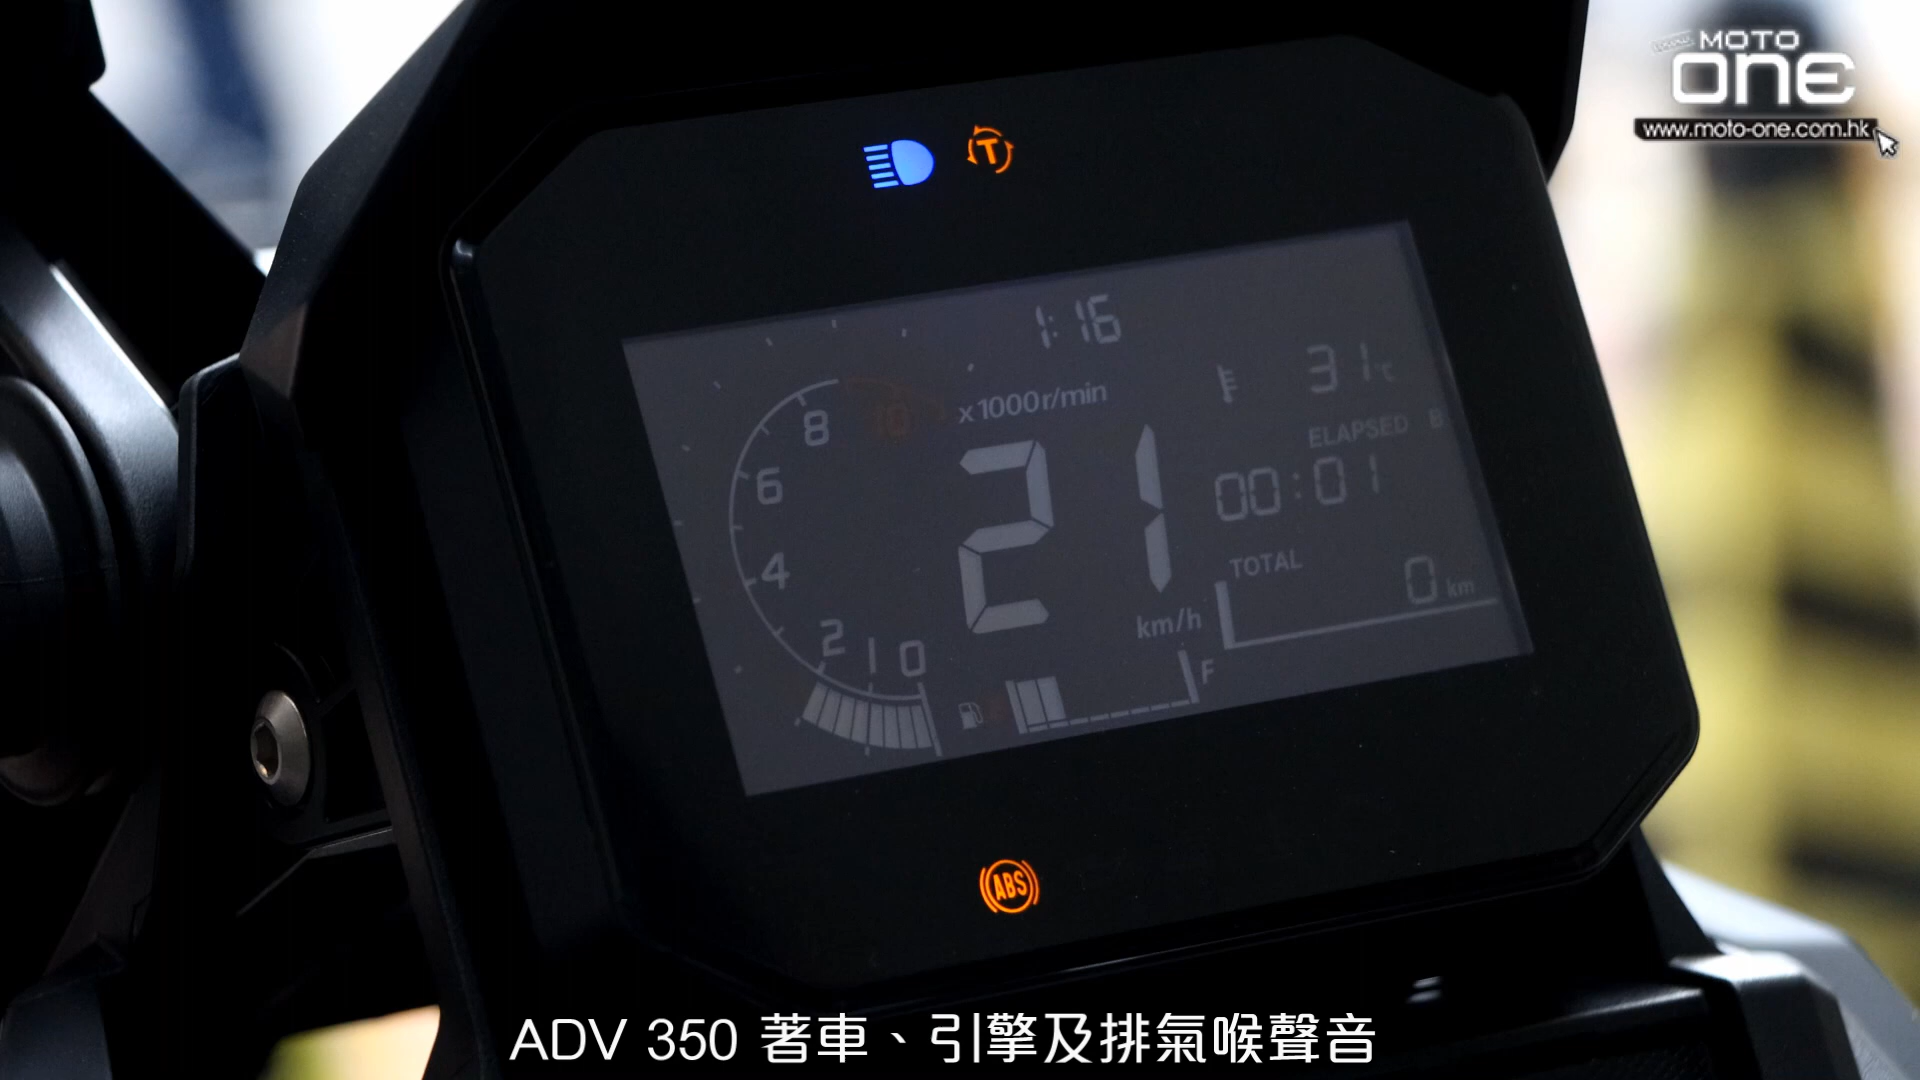 MOTO
ONE
www.moto-one.com.hk
T
1:16
x1000r/min
31 °C
ELAPSED B
00:01
21
km/h
TOTAL
0 km
8
10
6
4
2
1
0
F
ABS
ADV 350 著車、引擎及排氣喉聲音